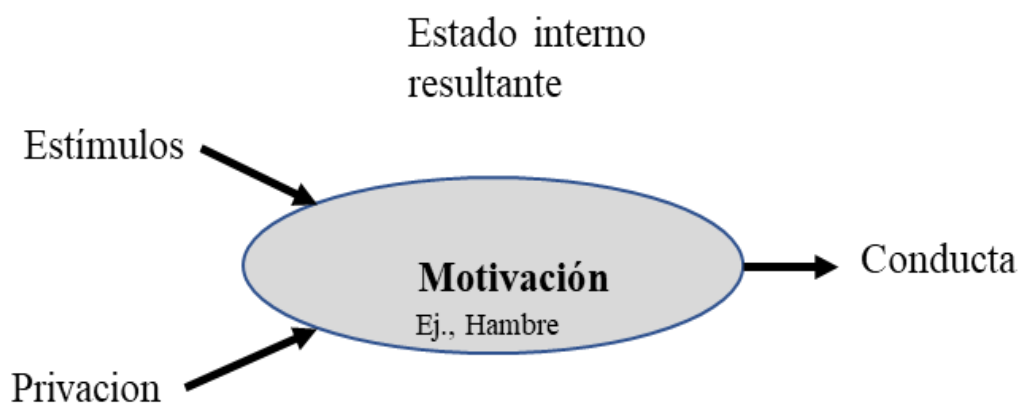 Estado interno
resultante
Estímulos
Motivación
Ej., Hambre
Conducta
Privacion